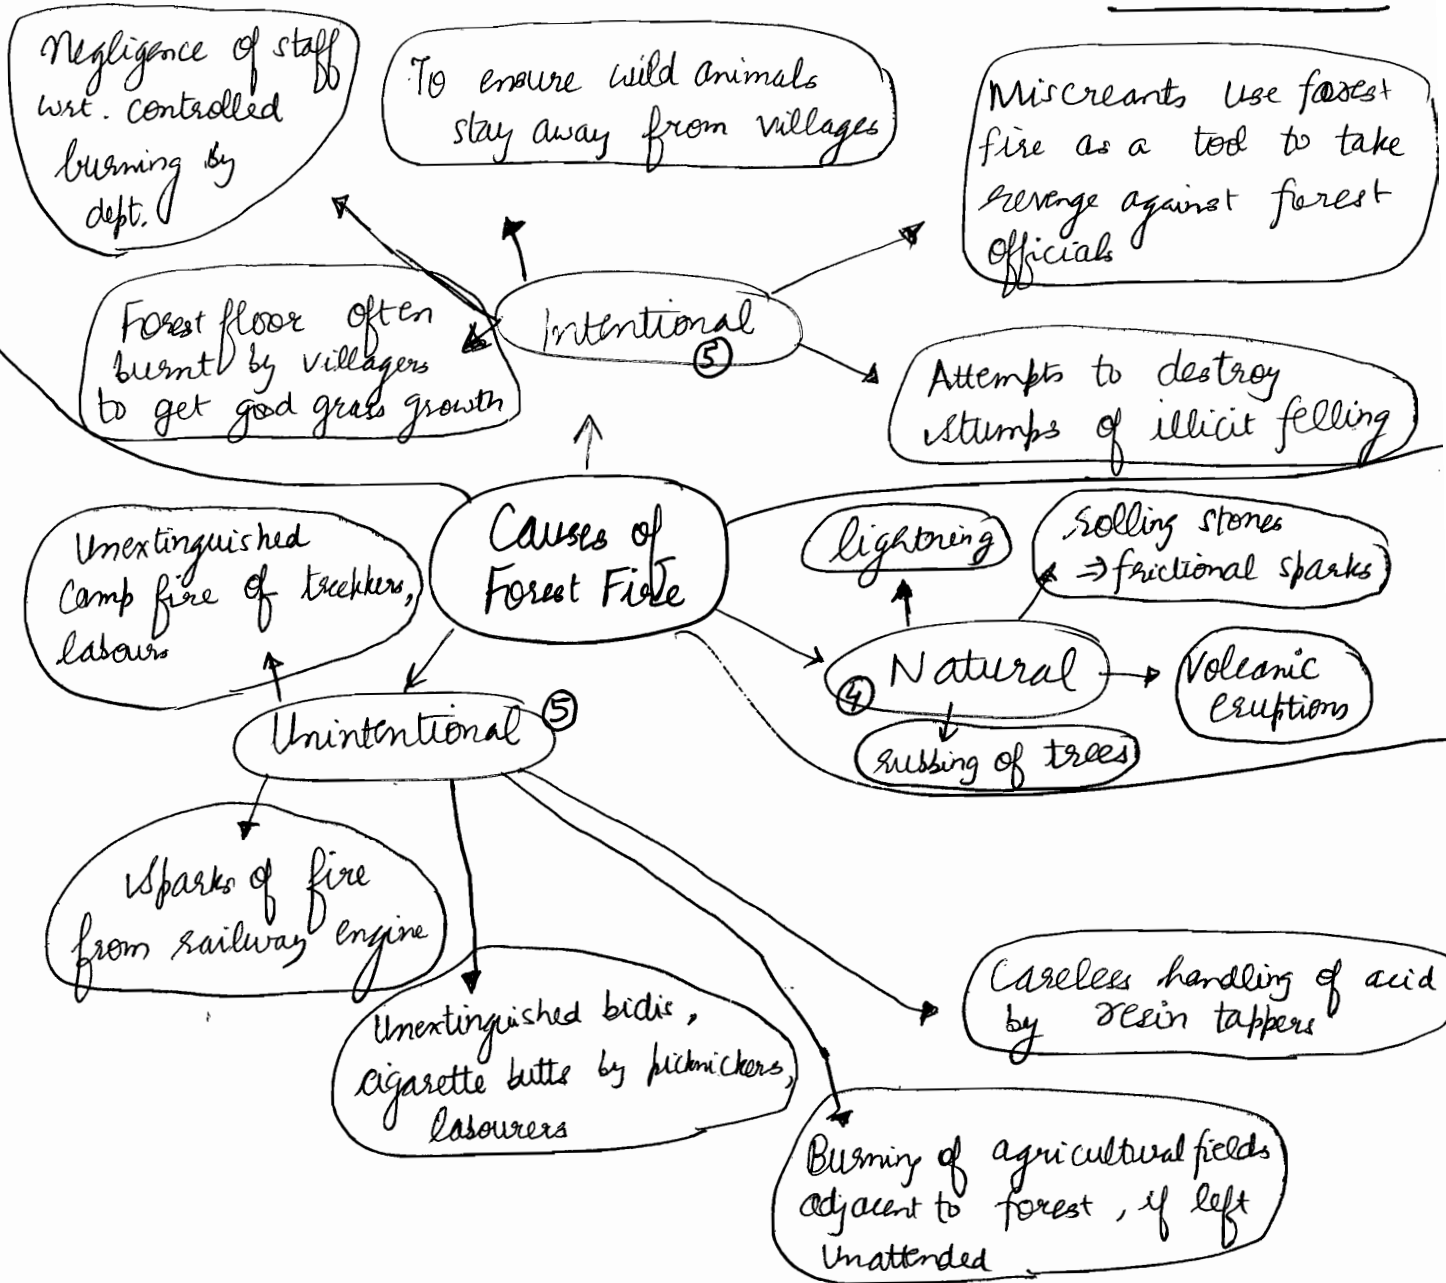 Negligence of staff
wrt. controlled
burning by
dept.
To ensure wild animals
stay away from villages
Miscreants use forest
fire as a tool to take
revenge against forest
officials
Forest floor often
burnt by villagers
to get good grass growth
Intentional
5
Attempts to destroy
stumps of illicit felling
Causes of
Forest Fire
Unextinguished
Camp fire of trekkers,
labours
lightning
rolling stones
⇒ frictional sparks
Natural
4
Volcanic
eruptions
rubbing of trees
Unintentional
5
Sparks of fire
from railway engine
Unextinguished bidis,
cigarette butts by picknickers,
labourers
Careless handling of acid
by resin tappers
Burning of agricultural fields
adjacent to forest, if left
unattended